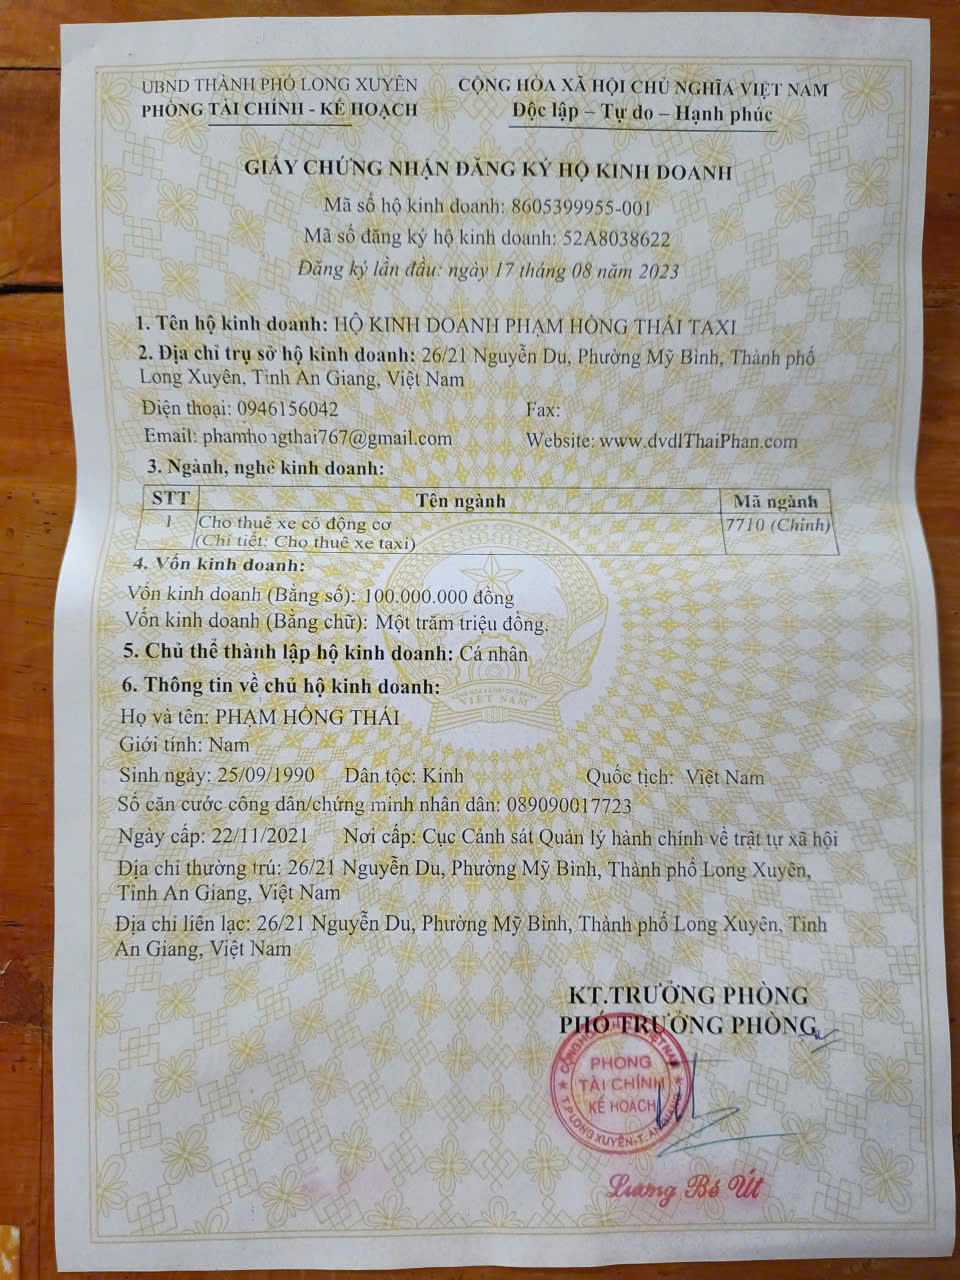 UBND THÀNH PHỐ LONG XUYÊN
PHÒNG TÀI CHÍNH - KẾ HOẠCH
CỘNG HÒA XÃ HỘI CHỦ NGHĨA VIỆT NAM
Độc lập – Tự do – Hạnh phúc
GIẤY CHỨNG NHẬN ĐĂNG KÝ HỘ KINH DOANH
Mã số hộ kinh doanh: 8605399955-001
Mã số đăng ký hộ kinh doanh: 52A8038622
Đăng ký lần đầu: ngày 17 tháng 08 năm 2023
1. Tên hộ kinh doanh: HỘ KINH DOANH PHẠM HỒNG THÁI TAXI
2. Địa chỉ trụ sở hộ kinh doanh: 26/21 Nguyễn Du, Phường Mỹ Bình, Thành phố
Long Xuyên, Tỉnh An Giang, Việt Nam
Điện thoại: 0946156042 Fax:
Email: phamhongthai767@gmail.com Website: www.dvdlThaiPhan.com
3. Ngành, nghề kinh doanh:
STT Tên ngành Mã ngành
1 Cho thuê xe có động cơ 7710 (Chính)
(Chi tiết: Cho thuê xe taxi)
4. Vốn kinh doanh:
Vốn kinh doanh (Bằng số): 100.000.000 đồng
Vốn kinh doanh (Bằng chữ): Một trăm triệu đồng.
5. Chủ thể thành lập hộ kinh doanh: Cá nhân
6. Thông tin về chủ hộ kinh doanh:
Họ và tên: PHẠM HỒNG THÁI
Giới tính: Nam
Sinh ngày: 25/09/1990 Dân tộc: Kinh Quốc tịch: Việt Nam
Số căn cước công dân/chứng minh nhân dân: 089090017723
Ngày cấp: 22/11/2021 Nơi cấp: Cục Cảnh sát Quản lý hành chính về trật tự xã hội
Địa chỉ thường trú: 26/21 Nguyễn Du, Phường Mỹ Bình, Thành phố Long Xuyên,
Tỉnh An Giang, Việt Nam
Địa chỉ liên lạc: 26/21 Nguyễn Du, Phường Mỹ Bình, Thành phố Long Xuyên, Tỉnh
An Giang, Việt Nam
VIỆT NAM
KT.TRƯỞNG PHÒNG
PHÓ TRƯỞNG PHÒNG
PHÒNG
TÀI CHÍNH
KẾ HOẠCH
T.P LONG XUYÊN-T.AN GIANG
Lương Bé Út